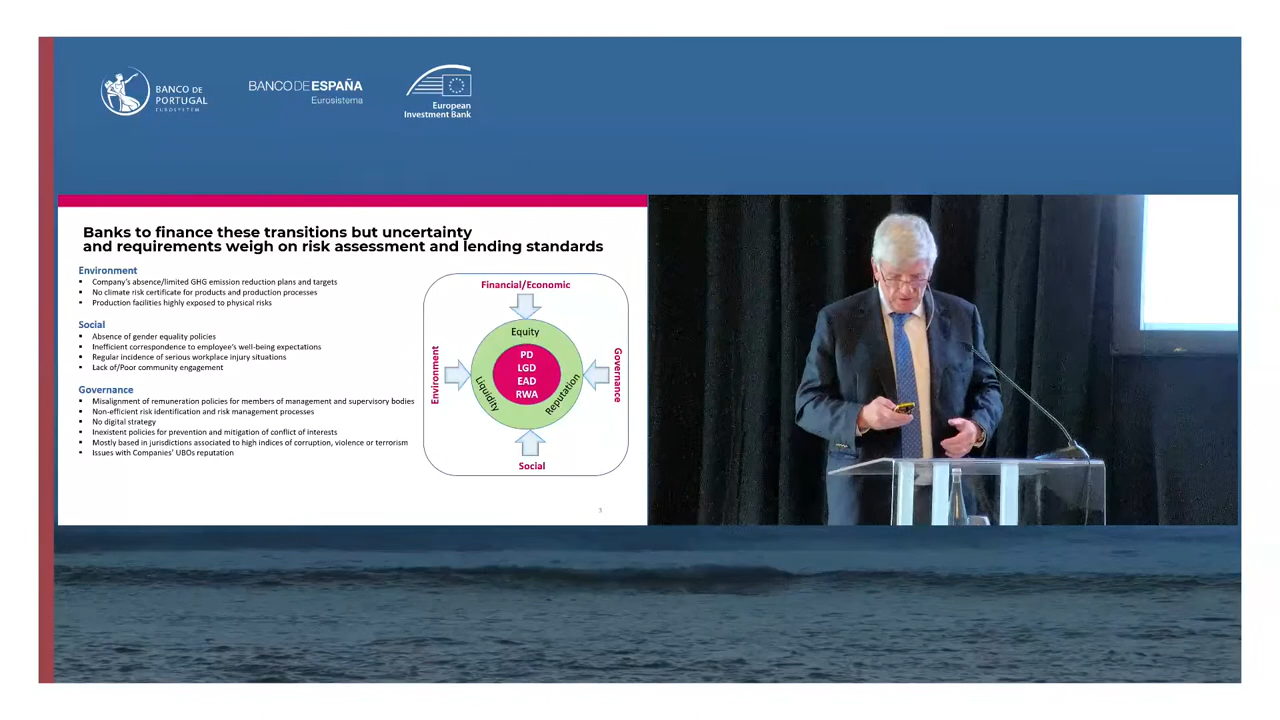 BANCO DE
PORTUGAL
EUROSYSTEM
BANCO DE ESPAÑA
Eurosistema
European
Investment Bank
Banks to finance these transitions but uncertainty
and requirements weigh on risk assessment and lending standards
Environment
▪ Company's absence/limited GHG emission reduction plans and targets
▪ No climate risk certificate for products and production processes
▪ Production facilities highly exposed to physical risks
Social
▪ Absence of gender equality policies
▪ Inefficient correspondence to employee's well-being expectations
▪ Regular incidence of serious workplace injury situations
▪ Lack of/Poor community engagement
Governance
▪ Misalignment of remuneration policies for members of management and supervisory bodies
▪ Non-efficient risk identification and risk management processes
▪ No digital strategy
▪ Inexistent policies for prevention and mitigation of conflict of interests
▪ Mostly based in jurisdictions associated to high indices of corruption, violence or terrorism
▪ Issues with Companies' UBOs reputation
Financial/Economic
Environment
Governance
Social
Equity
Liquidity
Reputation
PD
LGD
EAD
RWA
3